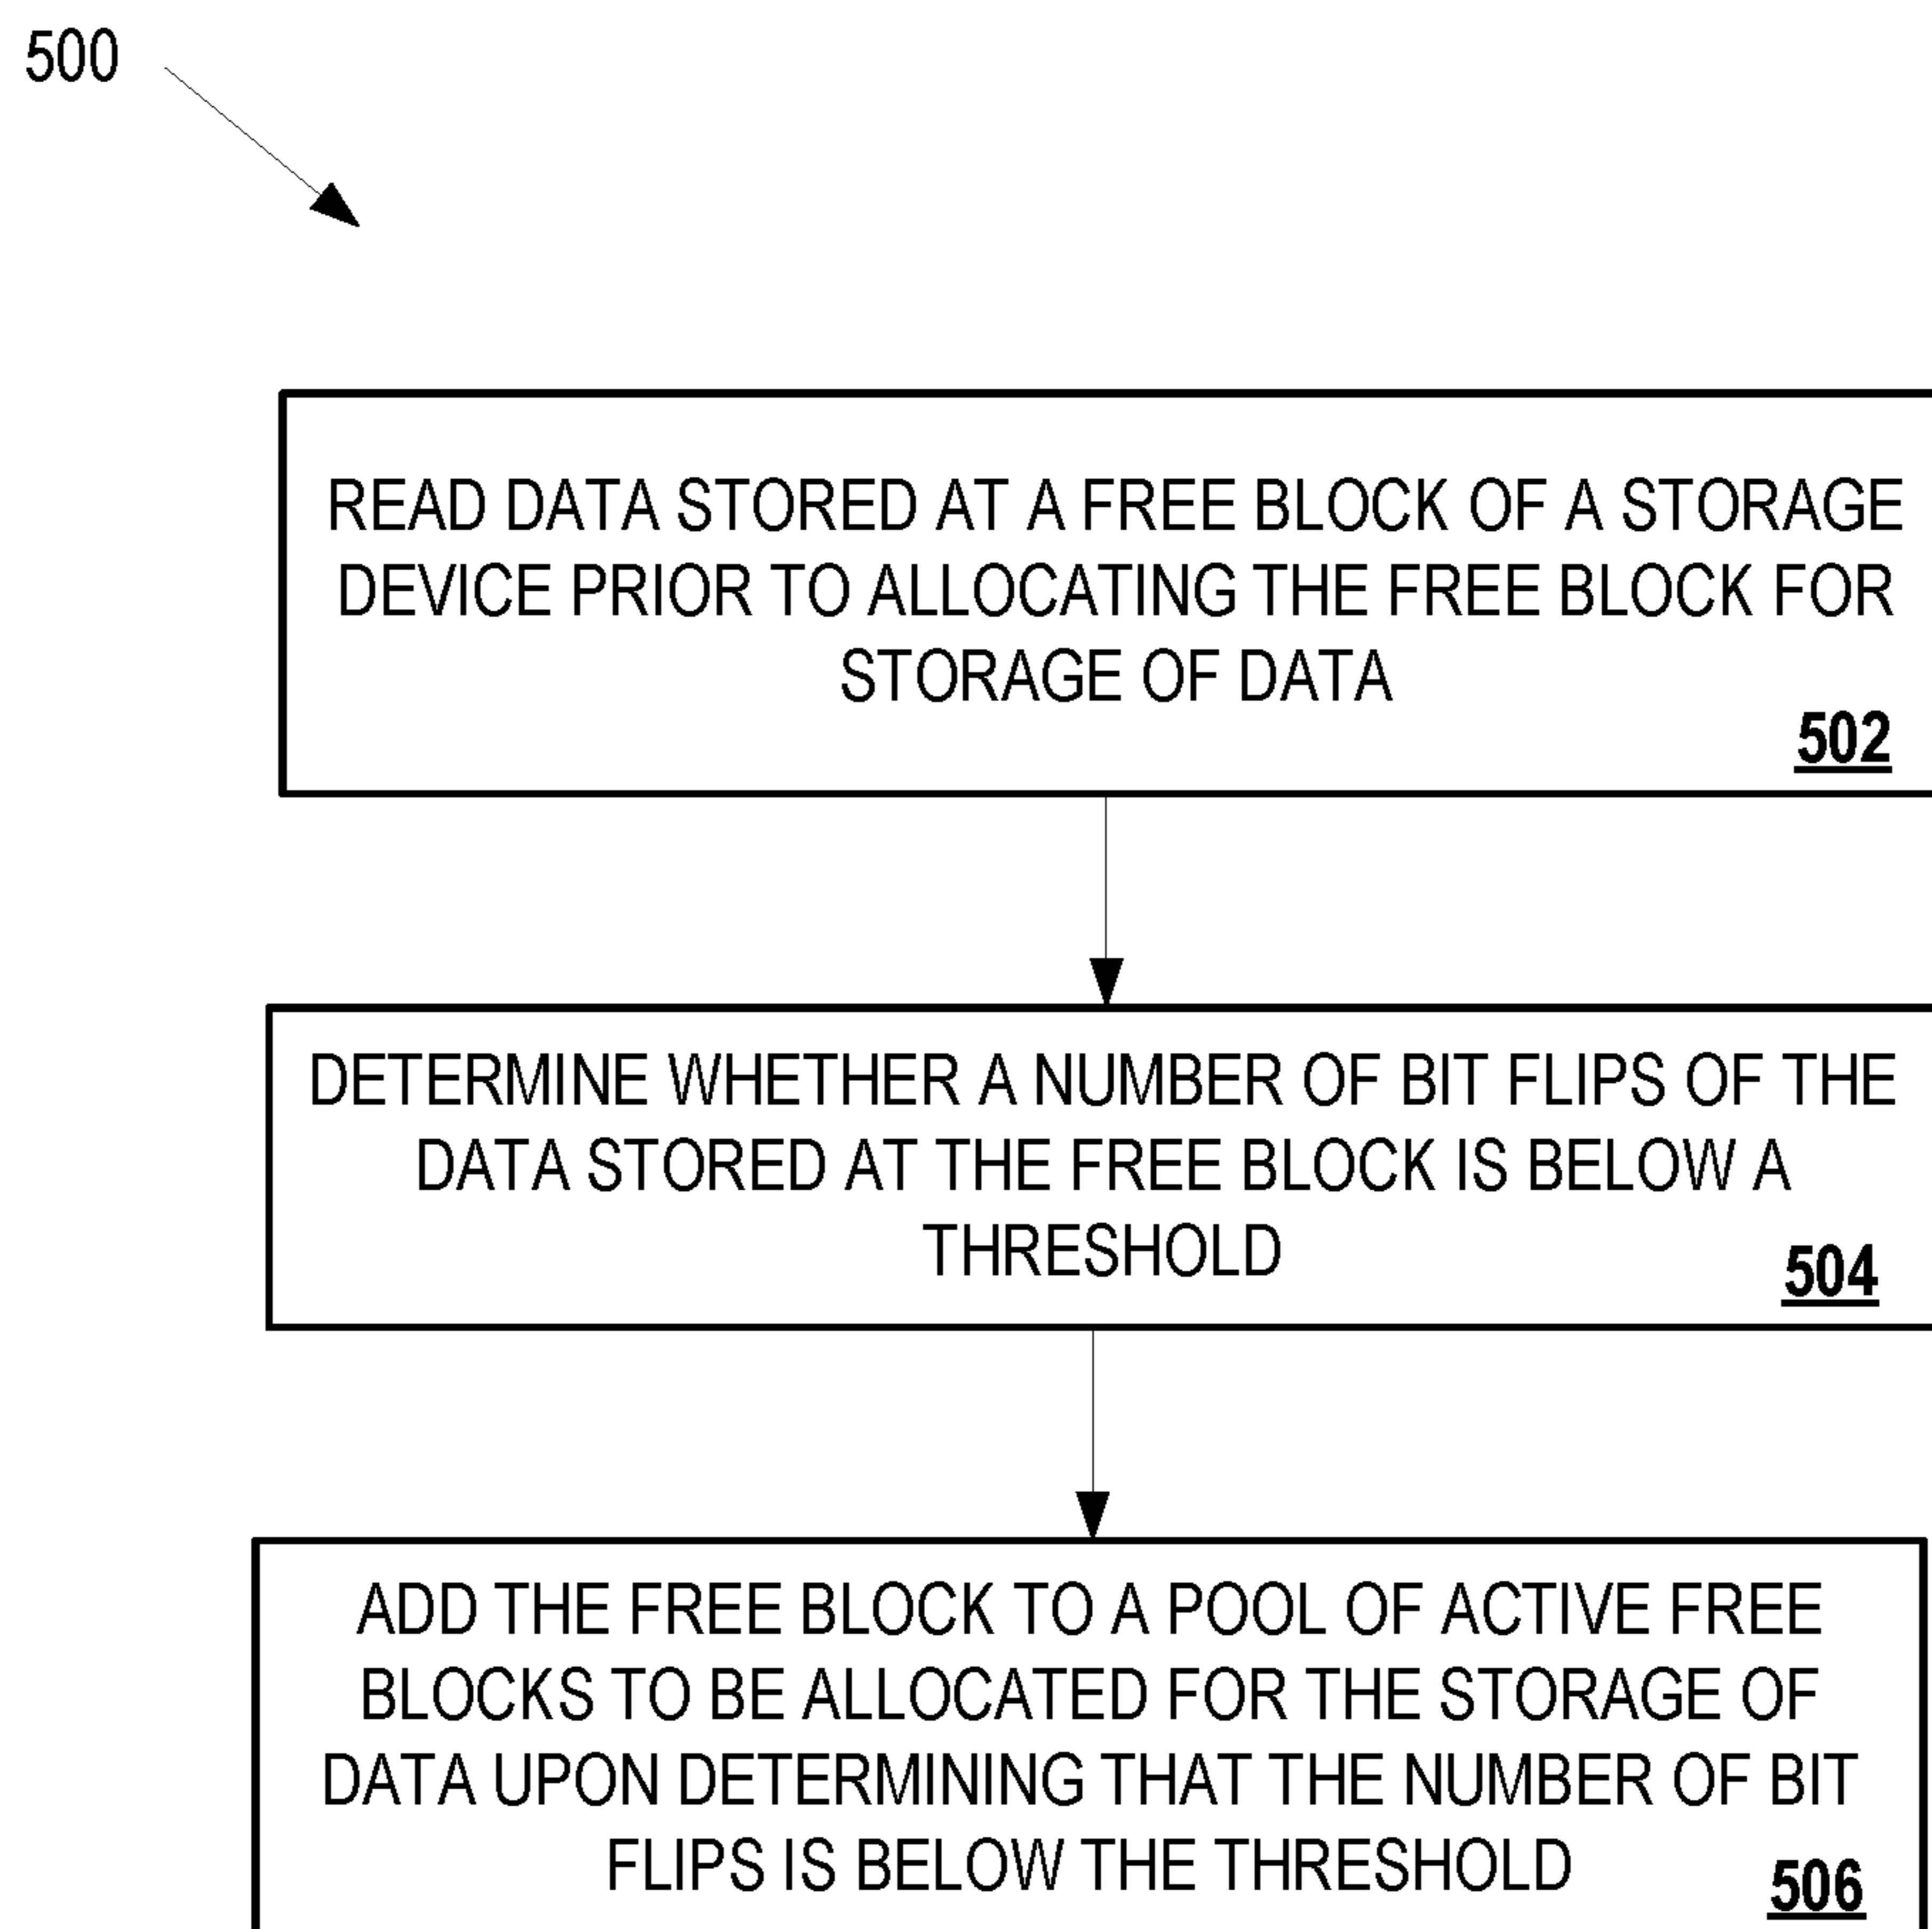 500
READ DATA STORED AT A FREE BLOCK OF A STORAGE
DEVICE PRIOR TO ALLOCATING THE FREE BLOCK FOR
STORAGE OF DATA
502
DETERMINE WHETHER A NUMBER OF BIT FLIPS OF THE
DATA STORED AT THE FREE BLOCK IS BELOW A
THRESHOLD
504
ADD THE FREE BLOCK TO A POOL OF ACTIVE FREE
BLOCKS TO BE ALLOCATED FOR THE STORAGE OF
DATA UPON DETERMINING THAT THE NUMBER OF BIT
FLIPS IS BELOW THE THRESHOLD
506